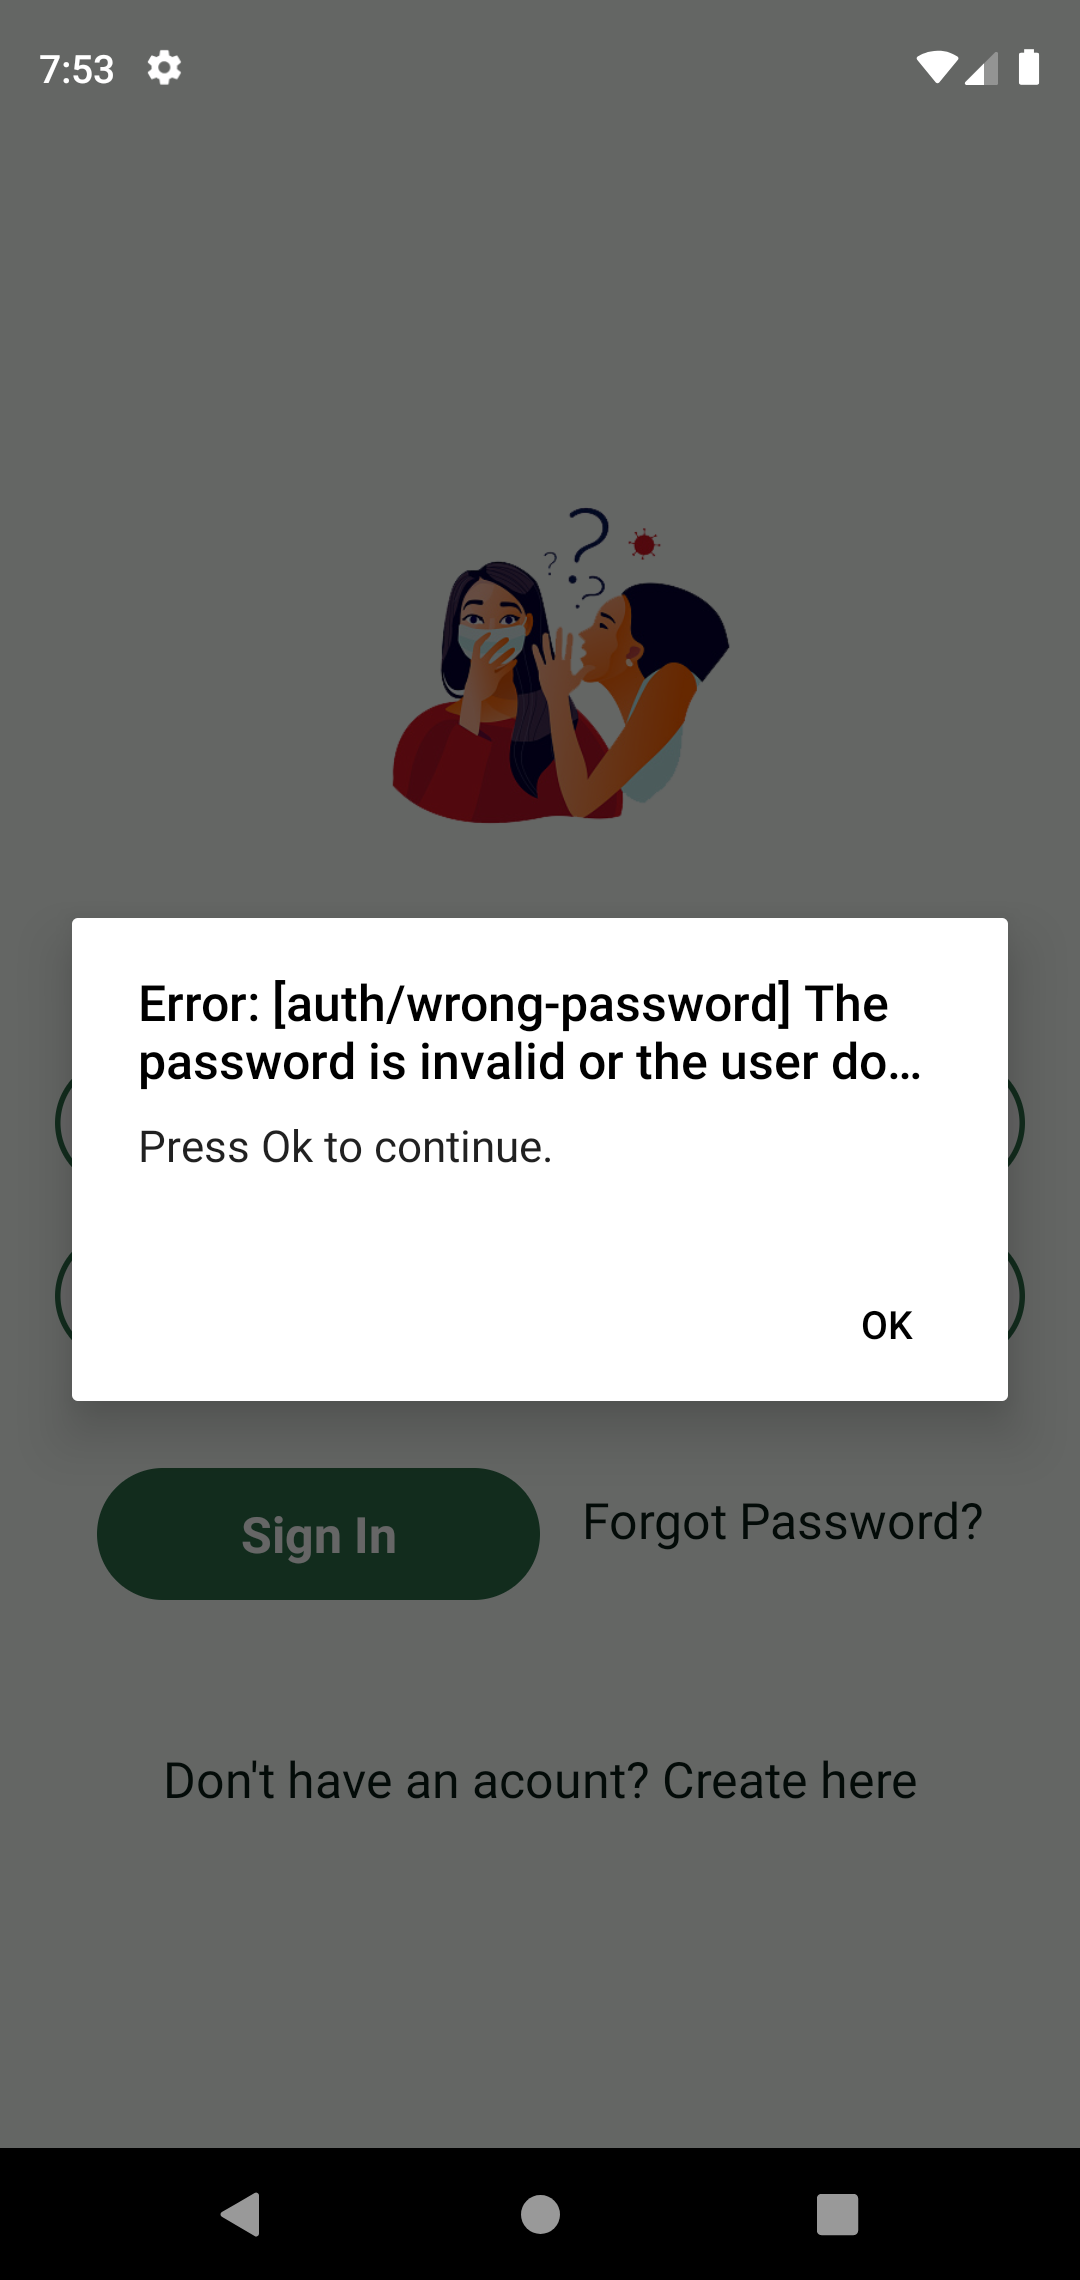 7:53
? ? ?
Error: [auth/wrong-password] The
password is invalid or the user do...
Press Ok to continue.
OK
Sign In
Forgot Password?
Don't have an acount? Create here